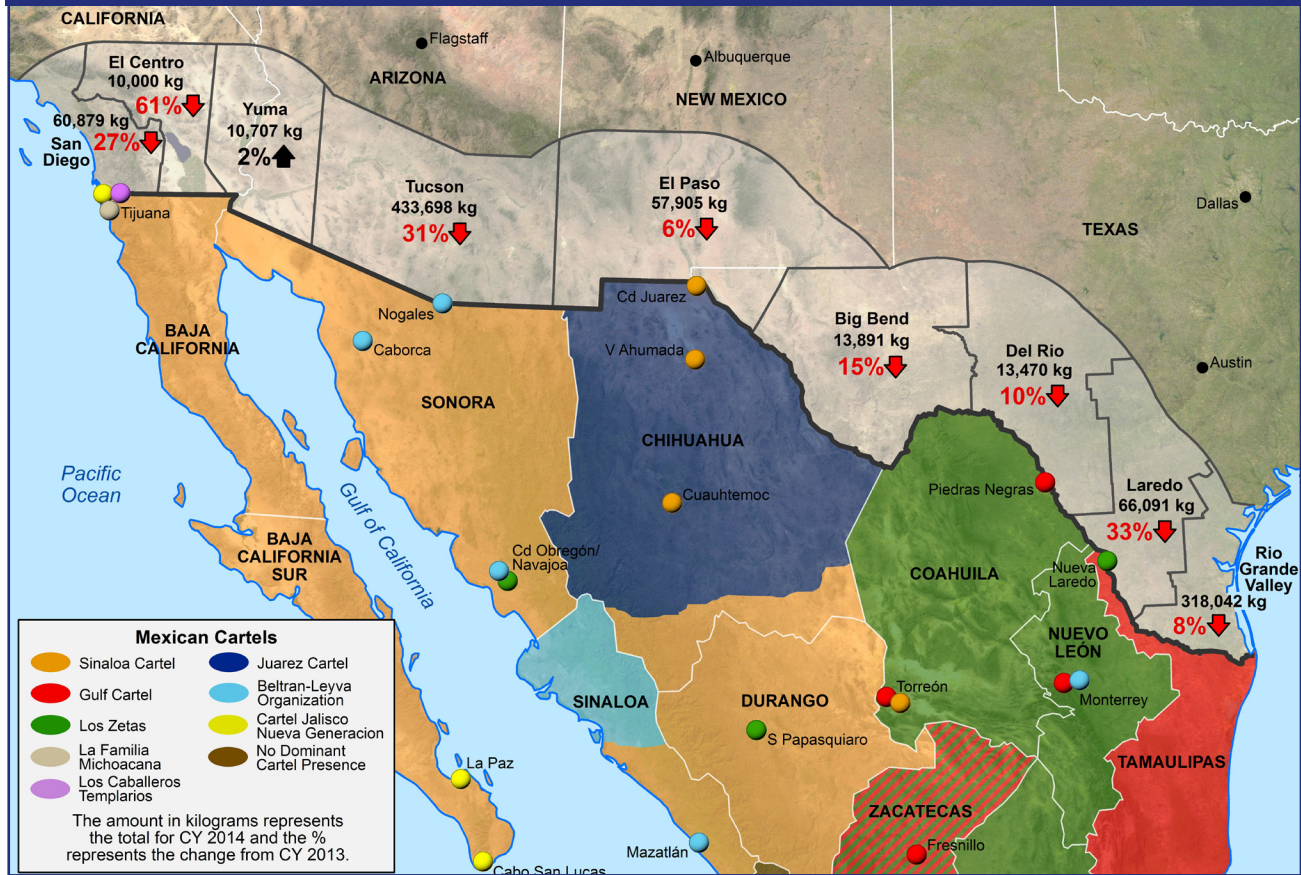 CALIFORNIA
Flagstaff
Albuquerque
ARIZONA
NEW MEXICO
El Centro
10,000 kg
61%
60,879 kg
27%
San
Diego
Yuma
10,707 kg
2%
Tucson
433,698 kg
31%
El Paso
57,905 kg
6%
Dallas
TEXAS
Tijuana
Cd Juarez
Nogales
Caborca
V Ahumada
Big Bend
13,891 kg
15%
Del Rio
13,470 kg
10%
Austin
BAJA
CALIFORNIA
SONORA
CHIHUAHUA
Pacific
Ocean
Gulf of California
Cuauhtemoc
Piedras Negras
Laredo
66,091 kg
33%
BAJA
CALIFORNIA
SUR
Cd Obregón/
Navajoa
COAHUILA
Nueva
Laredo
Rio
Grande
Valley
318,042 kg
8%
NUEVO
LEÓN
Monterrey
SINALOA
DURANGO
Torreón
S Papasquiaro
TAMAULIPAS
ZACATECAS
Fresnillo
La Paz
Mazatlán
Cabo San Lucas
Mexican Cartels
Sinaloa Cartel
Gulf Cartel
Los Zetas
La Familia
Michoacana
Los Caballeros
Templarios
Juarez Cartel
Beltran-Leyva
Organization
Cartel Jalisco
Nueva Generacion
No Dominant
Cartel Presence
The amount in kilograms represents
the total for CY 2014 and the %
represents the change from CY 2013.